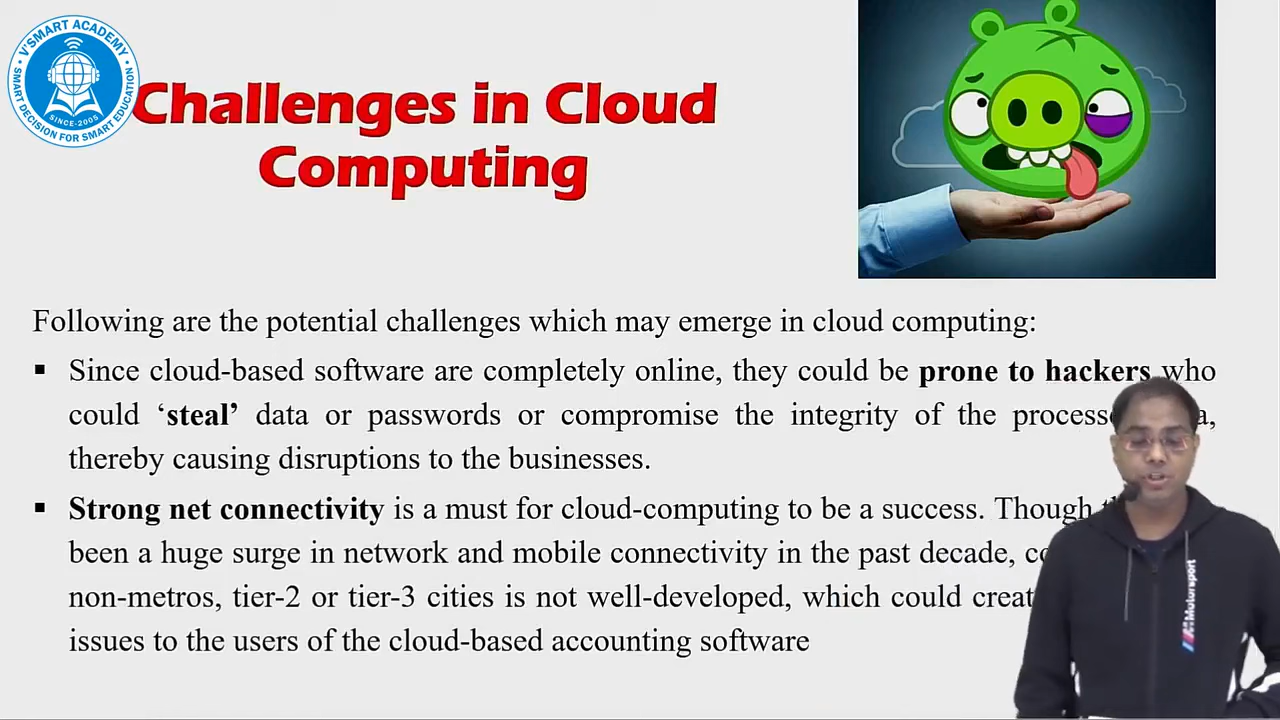 V'SMART ACADEMY
SMART DECISION FOR SMART EDUCATION
SINCE-2005
Challenges in Cloud
Computing
Following are the potential challenges which may emerge in cloud computing:
▪ Since cloud-based software are completely online, they could be prone to hackers who
could ‘steal’ data or passwords or compromise the integrity of the
thereby causing disruptions to the businesses.
▪ Strong net connectivity is a must for cloud-computing to be a success. Though
been a huge surge in network and mobile connectivity in the past decade,
non-metros, tier-2 or tier-3 cities is not well-developed, which could
issues to the users of the cloud-based accounting software
Motorsport